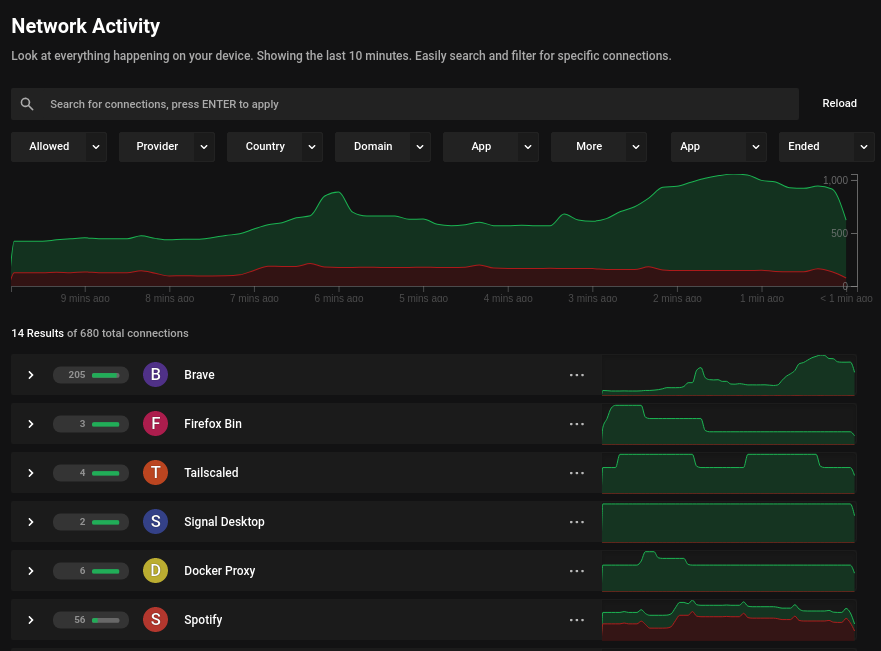 Network Activity
Look at everything happening on your device. Showing the last 10 minutes. Easily search and filter for specific connections.
Search for connections, press ENTER to apply
Reload
Allowed Provider Country Domain App More App Ended
1,000
500
0
9 mins ago 8 mins ago 7 mins ago 6 mins ago 5 mins ago 4 mins ago 3 mins ago 2 mins ago 1 min ago < 1 min ago
14 Results of 680 total connections
205 B Brave
3 F Firefox Bin
4 T Tailscaled
2 S Signal Desktop
6 D Docker Proxy
56 S Spotify